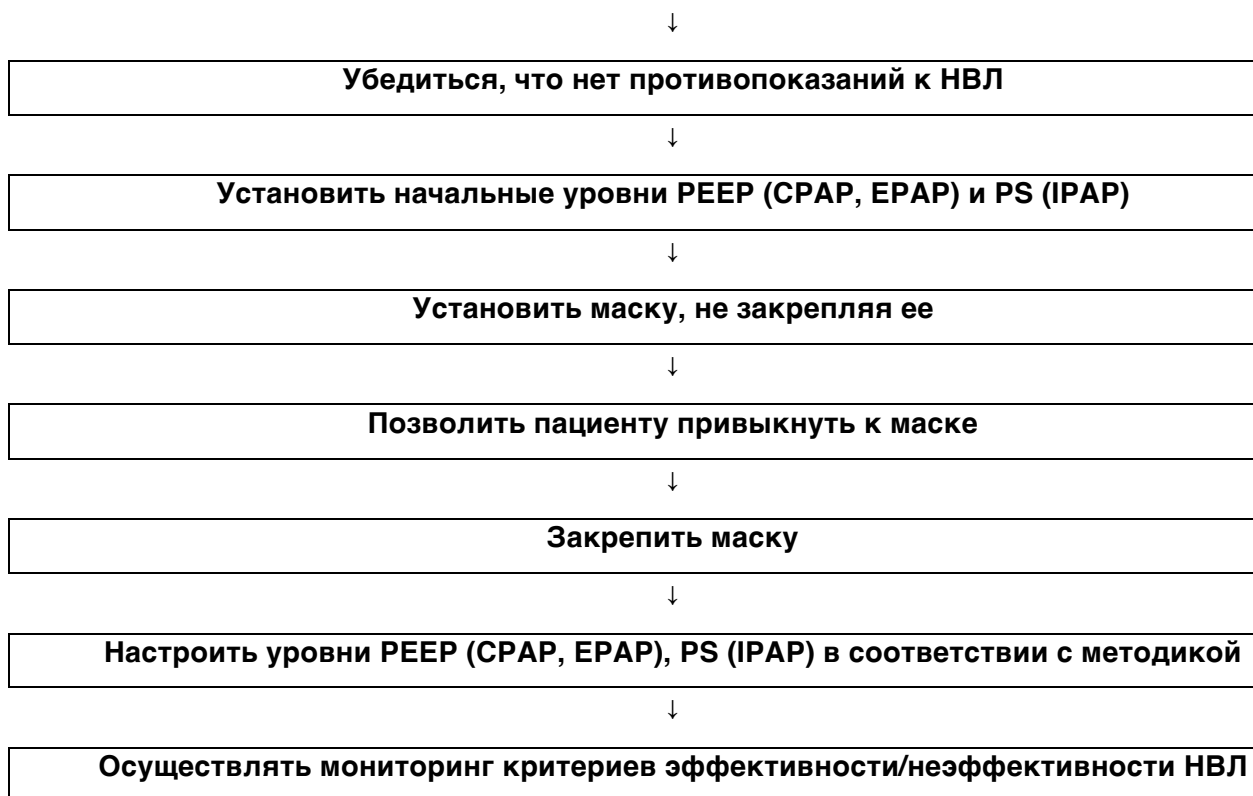 ↓
Убедиться, что нет противопоказаний к НВЛ
↓
Установить начальные уровни PEEP (CPAP, EPAP) и PS (IPAP)
↓
Установить маску, не закрепляя ее
↓
Позволить пациенту привыкнуть к маске
↓
Закрепить маску
↓
Настроить уровни PEEP (CPAP, EPAP), PS (IPAP) в соответствии с методикой
↓
Осуществлять мониторинг критериев эффективности/неэффективности НВЛ